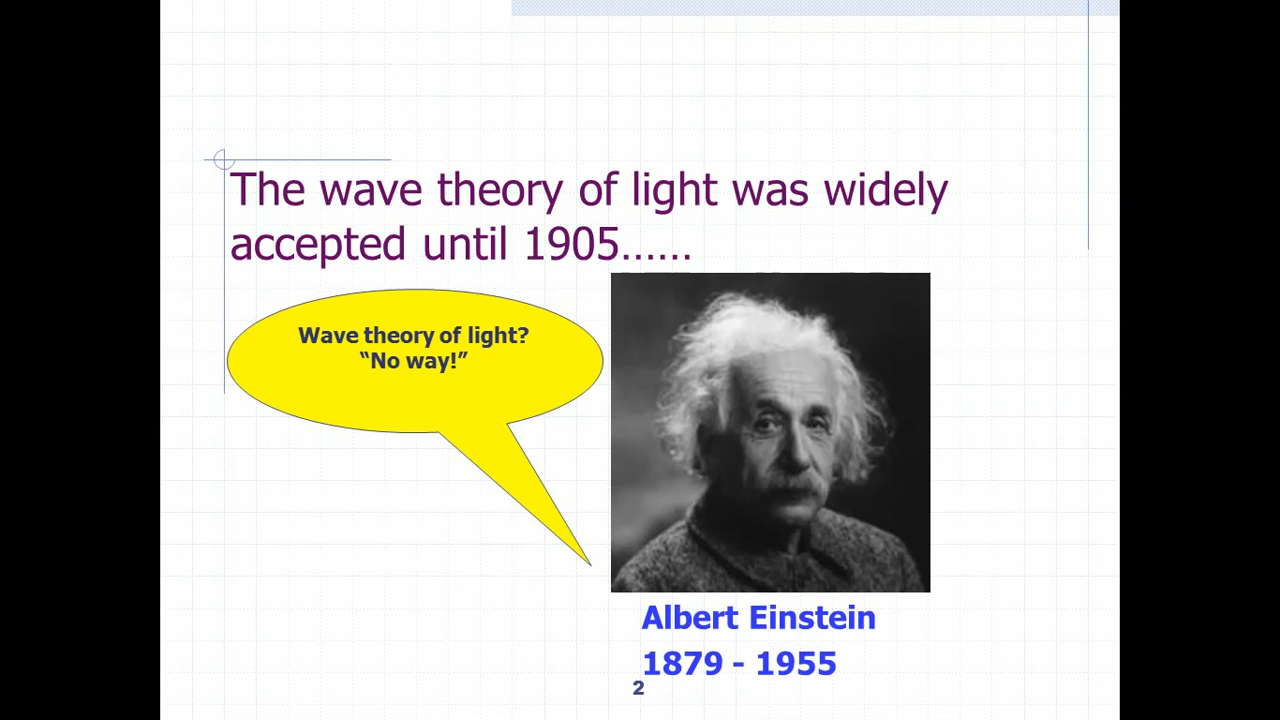 The wave theory of light was widely
accepted until 1905......
Wave theory of light?
“No way!”
Albert Einstein
1879 - 1955
2